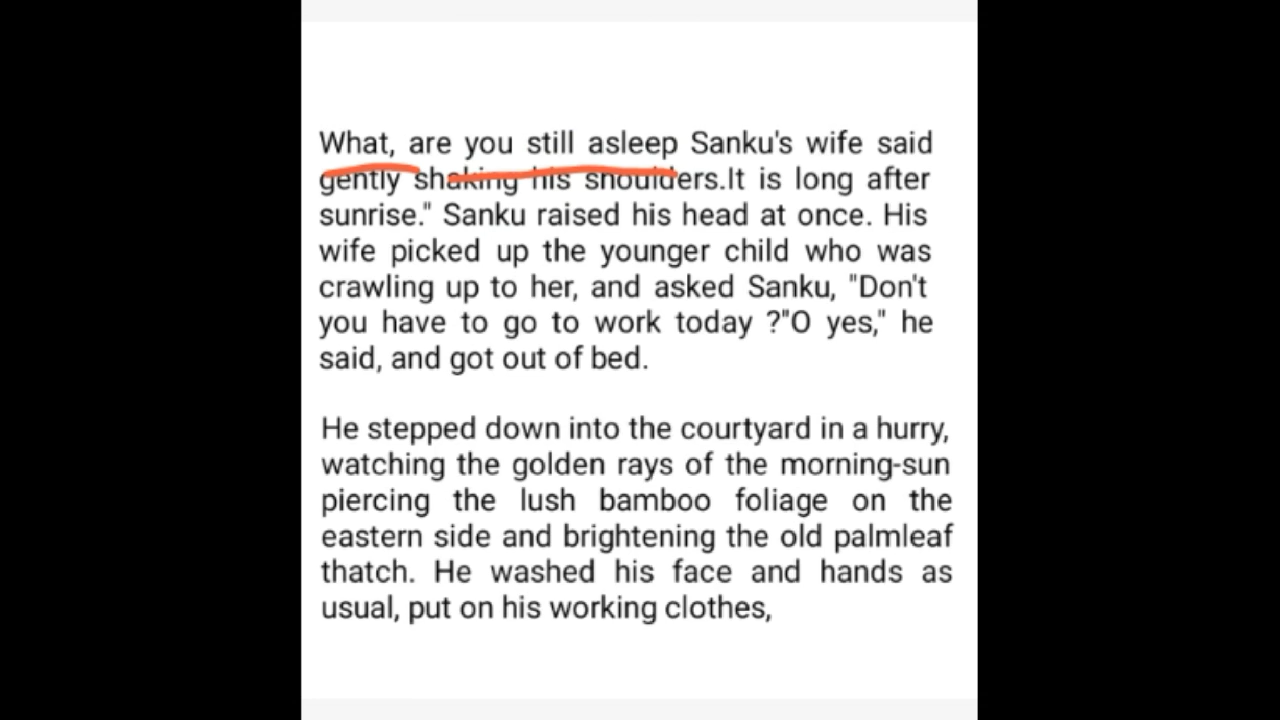 What, are you still asleep Sanku's wife said
gently shaking his shoulders.It is long after
sunrise." Sanku raised his head at once. His
wife picked up the younger child who was
crawling up to her, and asked Sanku, "Don't
you have to go to work today ?"O yes," he
said, and got out of bed.
He stepped down into the courtyard in a hurry,
watching the golden rays of the morning-sun
piercing the lush bamboo foliage on the
eastern side and brightening the old palmleaf
thatch. He washed his face and hands as
usual, put on his working clothes,